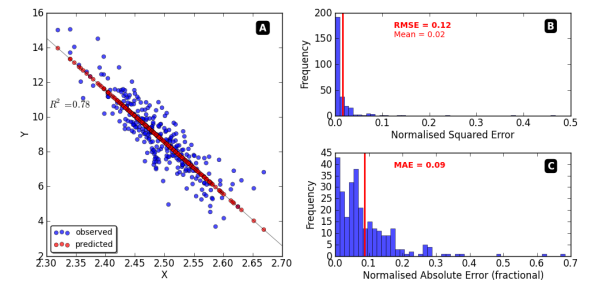 16
14
12
10
8
6
4
2
Y
A
R² =0.78
observed
predicted
2.30 2.35 2.40 2.45 2.50 2.55 2.60 2.65 2.70
X
200
150
100
50
0
Frequency
B
RMSE = 0.12
Mean = 0.02
0.0 0.1 0.2 0.3 0.4 0.5
Normalised Squared Error
45
40
35
30
25
20
15
10
5
0
Frequency
C
MAE = 0.09
0.0 0.1 0.2 0.3 0.4 0.5 0.6 0.7
Normalised Absolute Error (fractional)